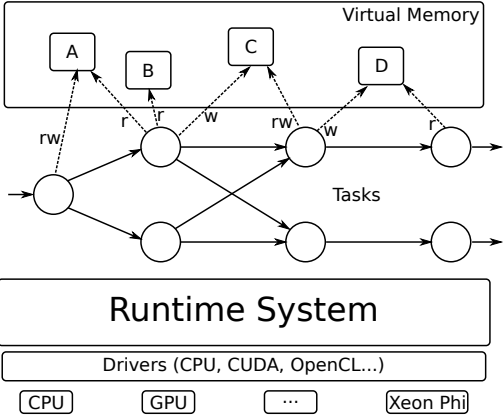 Virtual Memory
A
B
C
D
rw
r
r
w
rw
w
r
Tasks
Runtime System
Drivers (CPU, CUDA, OpenCL...)
CPU
GPU
...
Xeon Phi